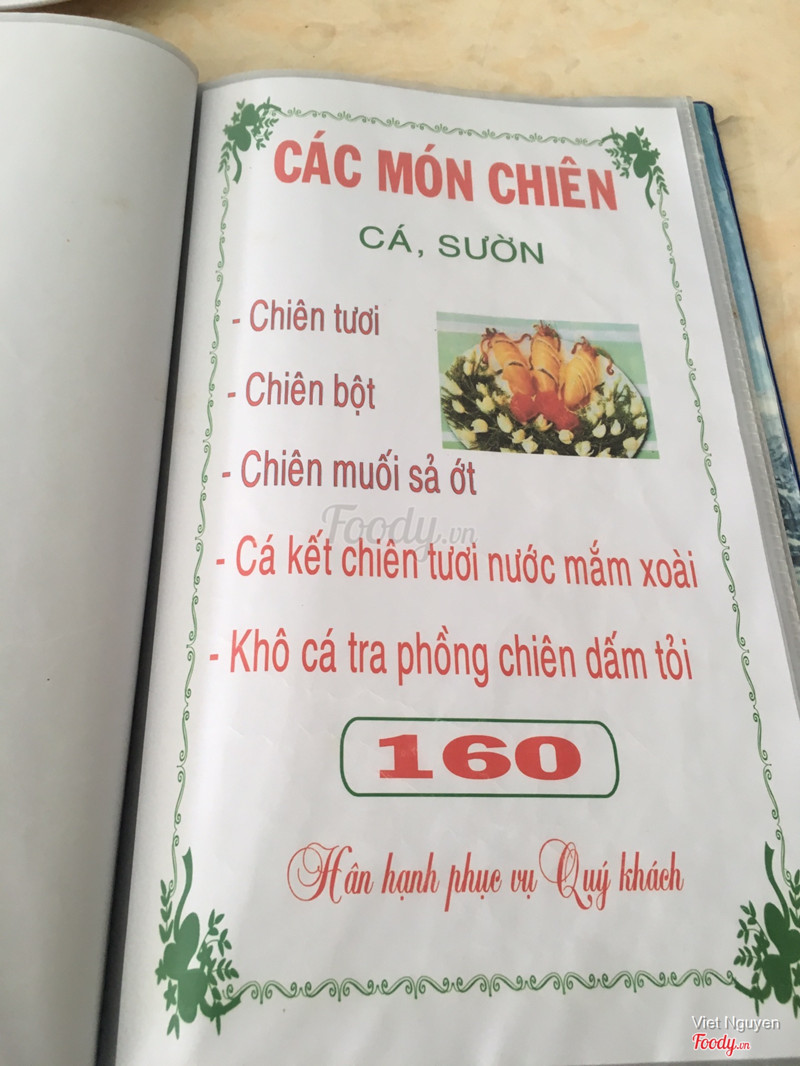 CÁC MÓN CHIÊN
CÁ, SƯỜN
- Chiên tươi
- Chiên bột
- Chiên muối sả ớt
Foody.vn
- Cá kết chiên tươi nước mắm xoài
- Khô cá tra phồng chiên dấm tỏi
160
Hân hạnh phục vụ Quý khách
Viet Nguyen
Foody.vn